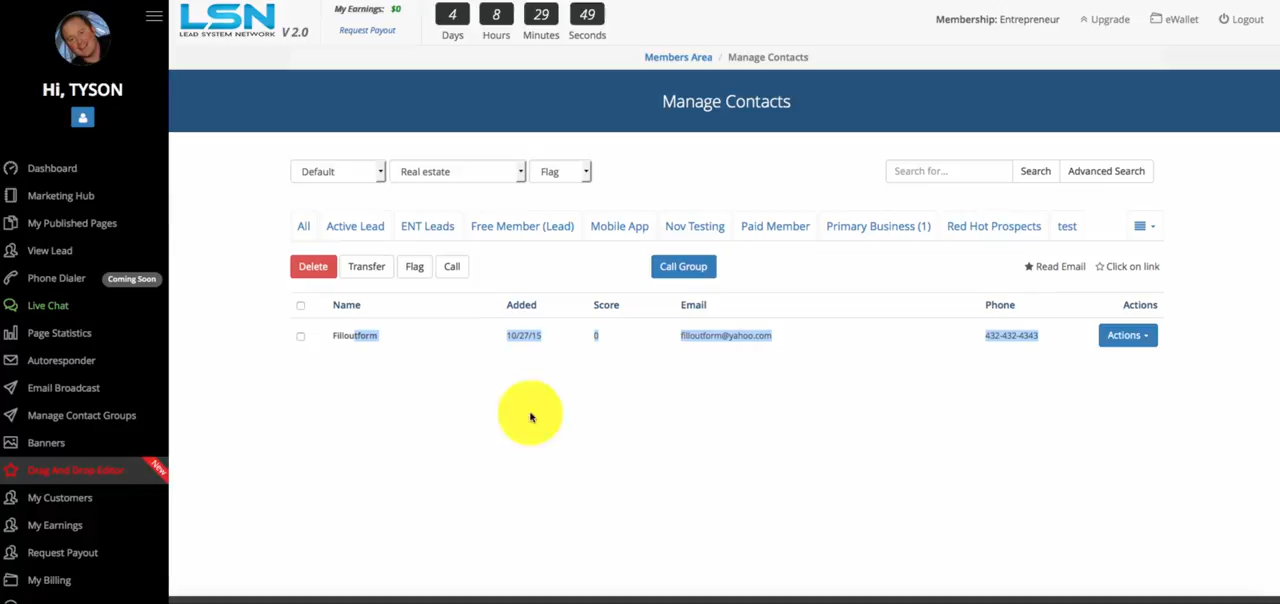 LSN
LEAD SYSTEM NETWORK
V 2.0
My Earnings: $0
Request Payout
4 8 29 49
Days Hours Minutes Seconds
Membership: Entrepreneur Upgrade eWallet Logout
Members Area / Manage Contacts
Manage Contacts
Hi, TYSON
Dashboard
Marketing Hub
My Published Pages
View Lead
Phone Dialer Coming Soon
Live Chat
Page Statistics
Autoresponder
Email Broadcast
Manage Contact Groups
Banners
Drag And Drop Editor New
My Customers
My Earnings
Request Payout
My Billing
Default Real estate Flag Search for... Search Advanced Search
All Active Lead ENT Leads Free Member (Lead) Mobile App Nov Testing Paid Member Primary Business (1) Red Hot Prospects test
Delete Transfer Flag Call Call Group Read Email Click on link
Name Added Score Email Phone Actions
Filloutform 10/27/15 0 filloutform@yahoo.com 432-432-4343 Actions